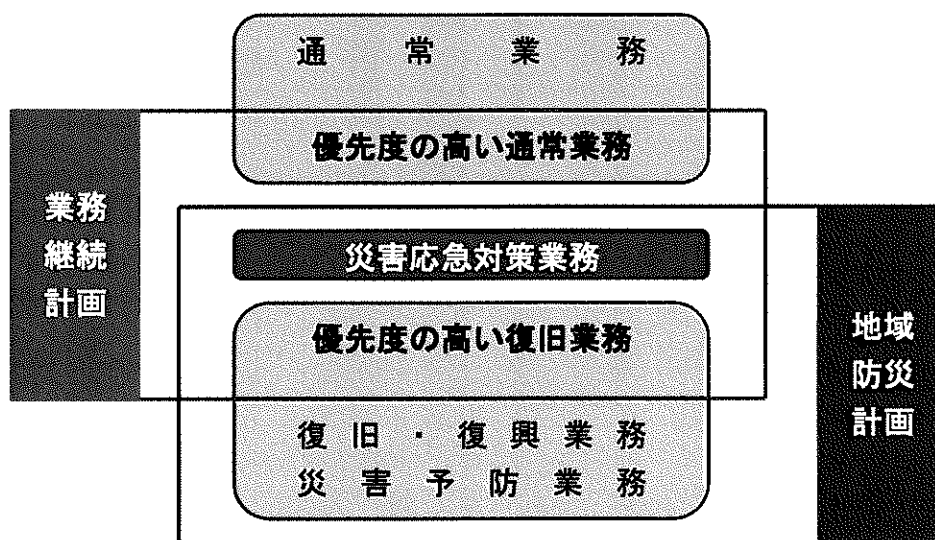 通常業務
優先度の高い通常業務
業務
継続
計画
災害応急対策業務
優先度の高い復旧業務
地域
防災
計画
復旧・復興業務
災害予防業務